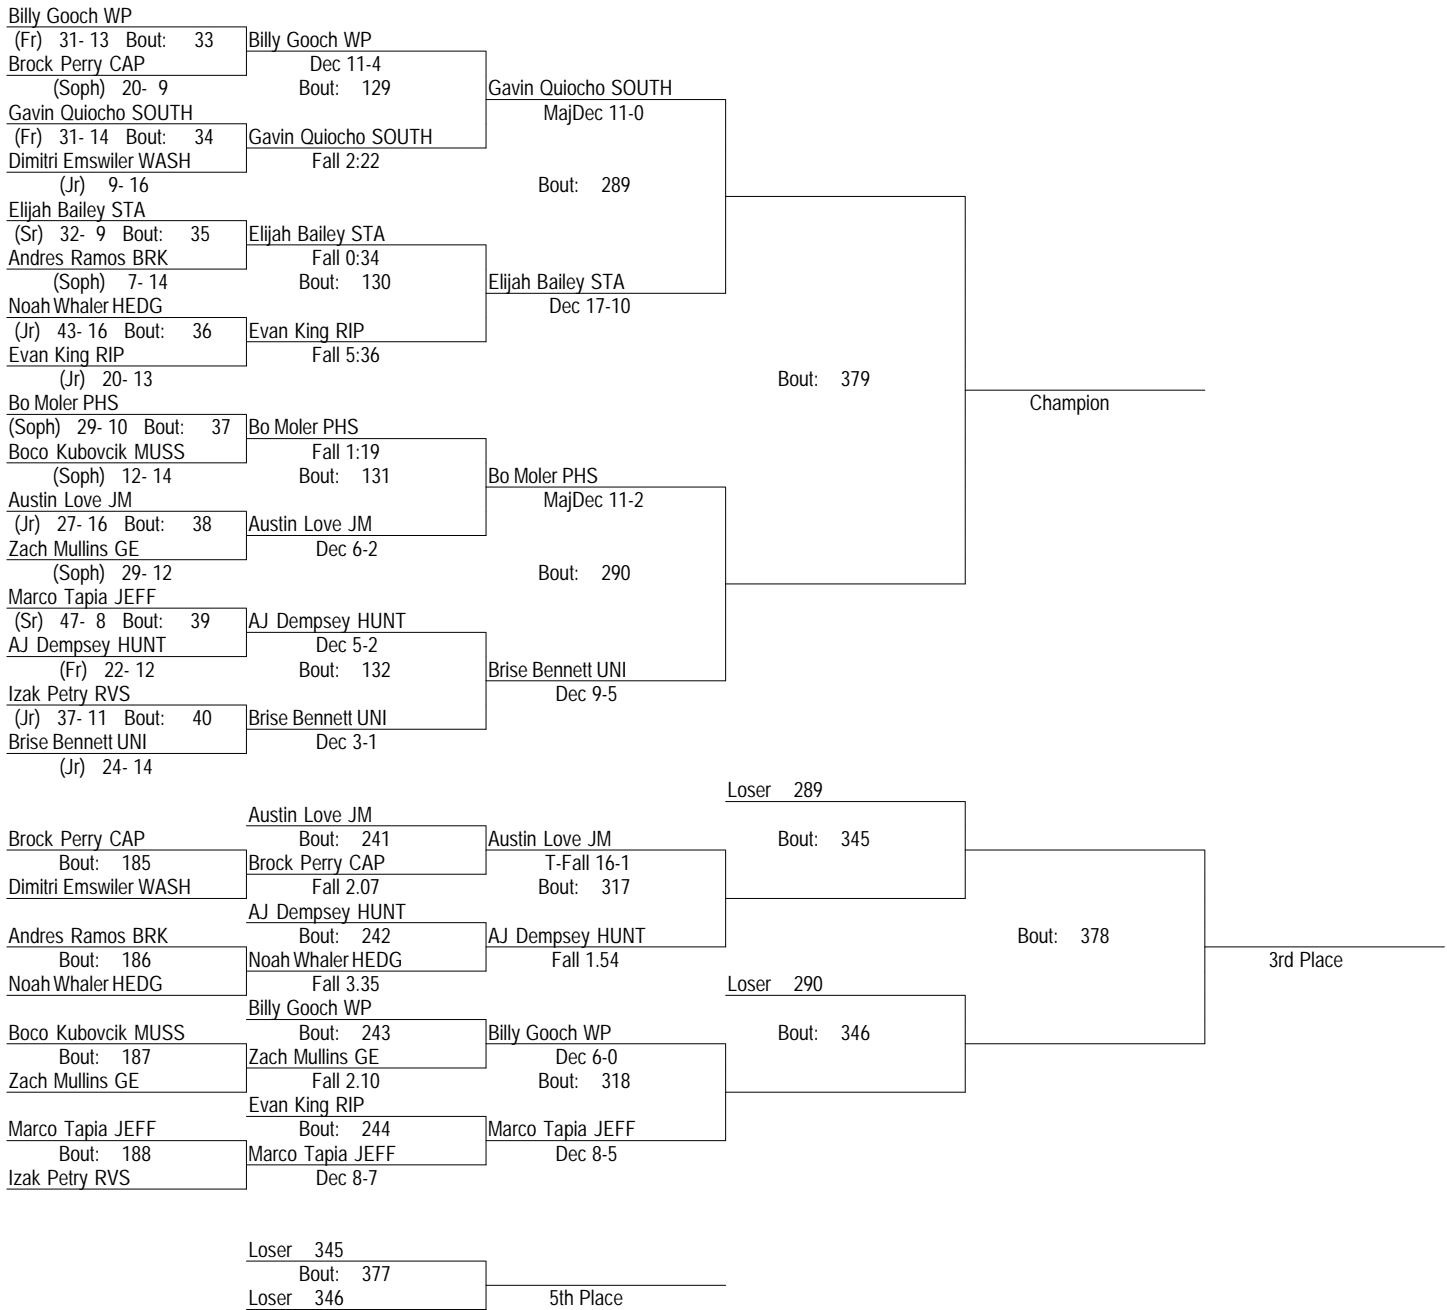 Billy Gooch WP
(Fr) 31- 13 Bout: 33 Billy Gooch WP
Brock Perry CAP Dec 11-4
(Soph) 20- 9 Bout: 129 Gavin Quiocho SOUTH
Gavin Quiocho SOUTH MajDec 11-0
(Fr) 31- 14 Bout: 34 Gavin Quiocho SOUTH
Dimitri Emswiler WASH Fall 2:22
(Jr) 9- 16 Bout: 289
Elijah Bailey STA
(Sr) 32- 9 Bout: 35 Elijah Bailey STA
Andres Ramos BRK Fall 0:34
(Soph) 7- 14 Bout: 130 Elijah Bailey STA
Noah Whaler HEDG Dec 17-10
(Jr) 43- 16 Bout: 36 Evan King RIP
Evan King RIP Fall 5:36
(Jr) 20- 13 Bout: 379
Bo Moler PHS Champion
(Soph) 29- 10 Bout: 37 Bo Moler PHS
Boco Kubovcik MUSS Fall 1:19
(Soph) 12- 14 Bout: 131 Bo Moler PHS
Austin Love JM MajDec 11-2
(Jr) 27- 16 Bout: 38 Austin Love JM
Zach Mullins GE Dec 6-2
(Soph) 29- 12 Bout: 290
Marco Tapia JEFF
(Sr) 47- 8 Bout: 39 AJ Dempsey HUNT
AJ Dempsey HUNT Dec 5-2
(Fr) 22- 12 Bout: 132 Brise Bennett UNI
Izak Petry RVS Dec 9-5
(Jr) 37- 11 Bout: 40 Brise Bennett UNI
Brise Bennett UNI Dec 3-1
(Jr) 24- 14
Loser 289
Austin Love JM
Brock Perry CAP Bout: 241 Austin Love JM Bout: 345
Bout: 185 Brock Perry CAP T-Fall 16-1
Dimitri Emswiler WASH Fall 2.07 Bout: 317
AJ Dempsey HUNT
Andres Ramos BRK Bout: 242 AJ Dempsey HUNT Bout: 378
Bout: 186 Noah Whaler HEDG Fall 1.54 3rd Place
Noah Whaler HEDG Fall 3.35 Loser 290
Billy Gooch WP
Boco Kubovcik MUSS Bout: 243 Billy Gooch WP Bout: 346
Bout: 187 Zach Mullins GE Dec 6-0
Zach Mullins GE Fall 2.10 Bout: 318
Evan King RIP
Marco Tapia JEFF Bout: 244 Marco Tapia JEFF
Bout: 188 Marco Tapia JEFF Dec 8-5
Izak Petry RVS Dec 8-7
Loser 345
Bout: 377
Loser 346 5th Place